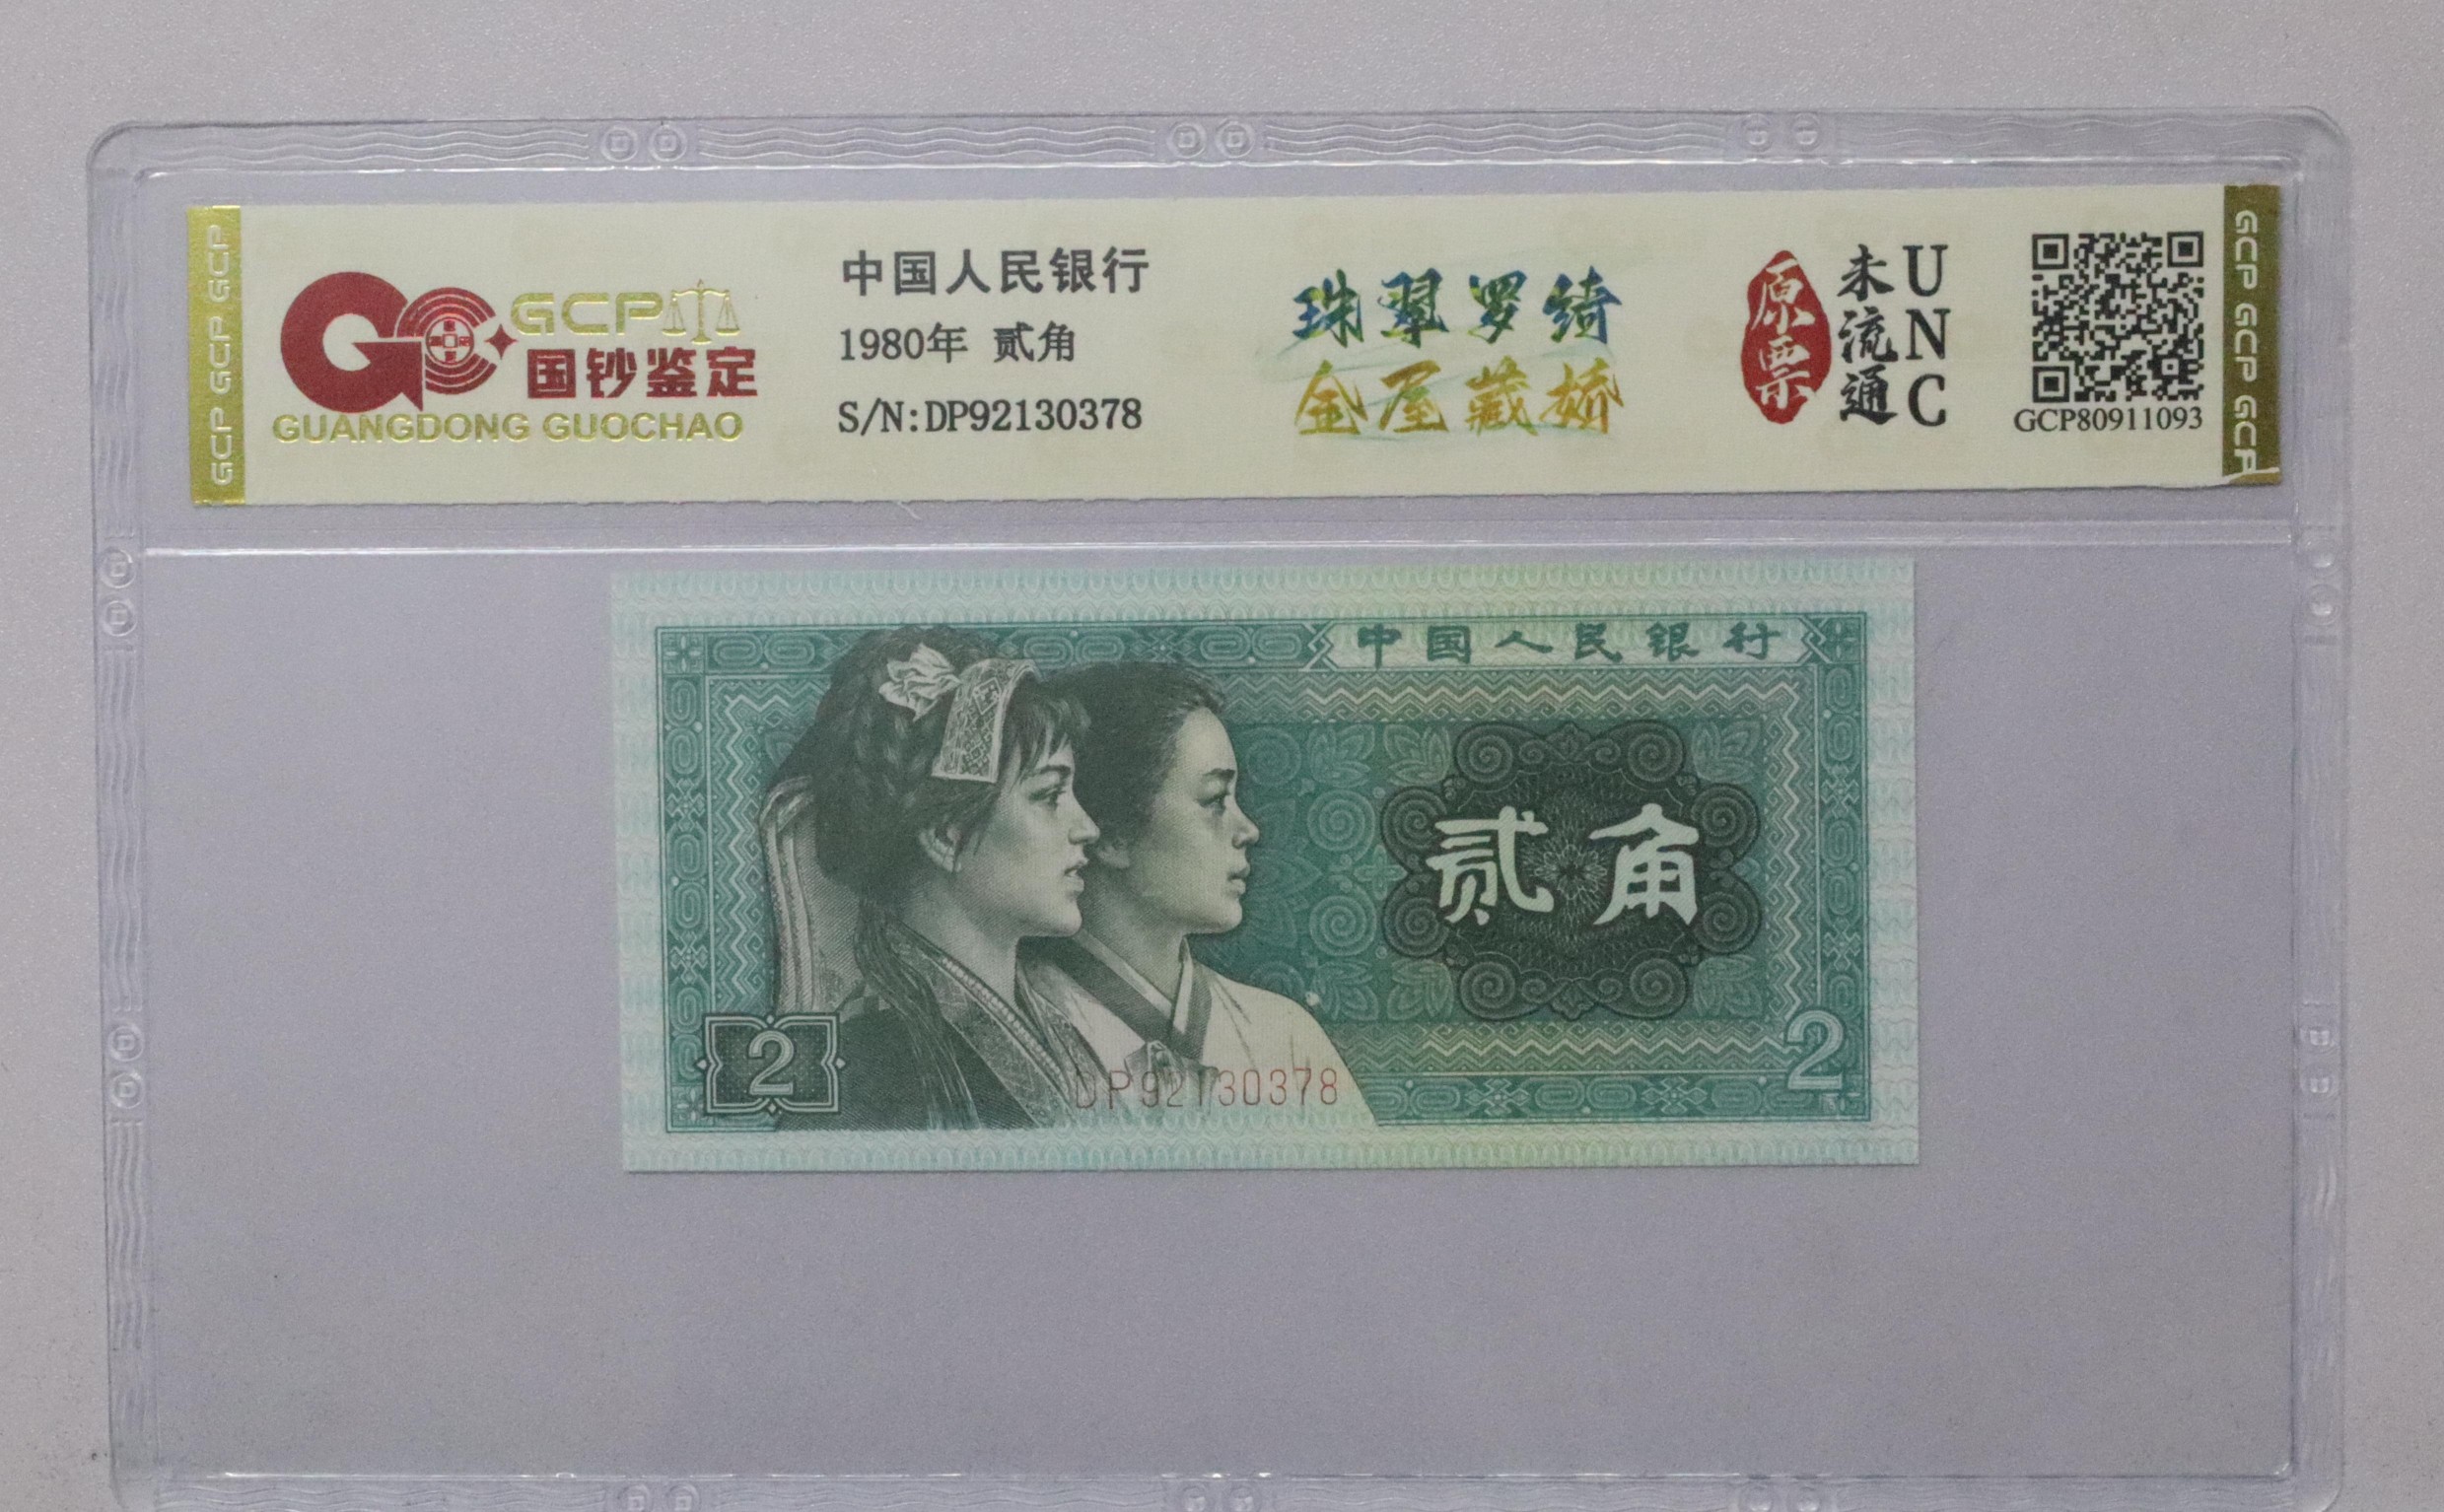 GCP GCP GCP
GCP
国钞鉴定
GUANGDONG GUOCHAO
中国人民银行
1980年 贰角
S/N:DP92130378
珠翠罗绮
金屋藏娇
原票
未流通
UNC
GCP80911093
GCP GCP GCP
中国人民银行
贰角
2
DP92130378
2